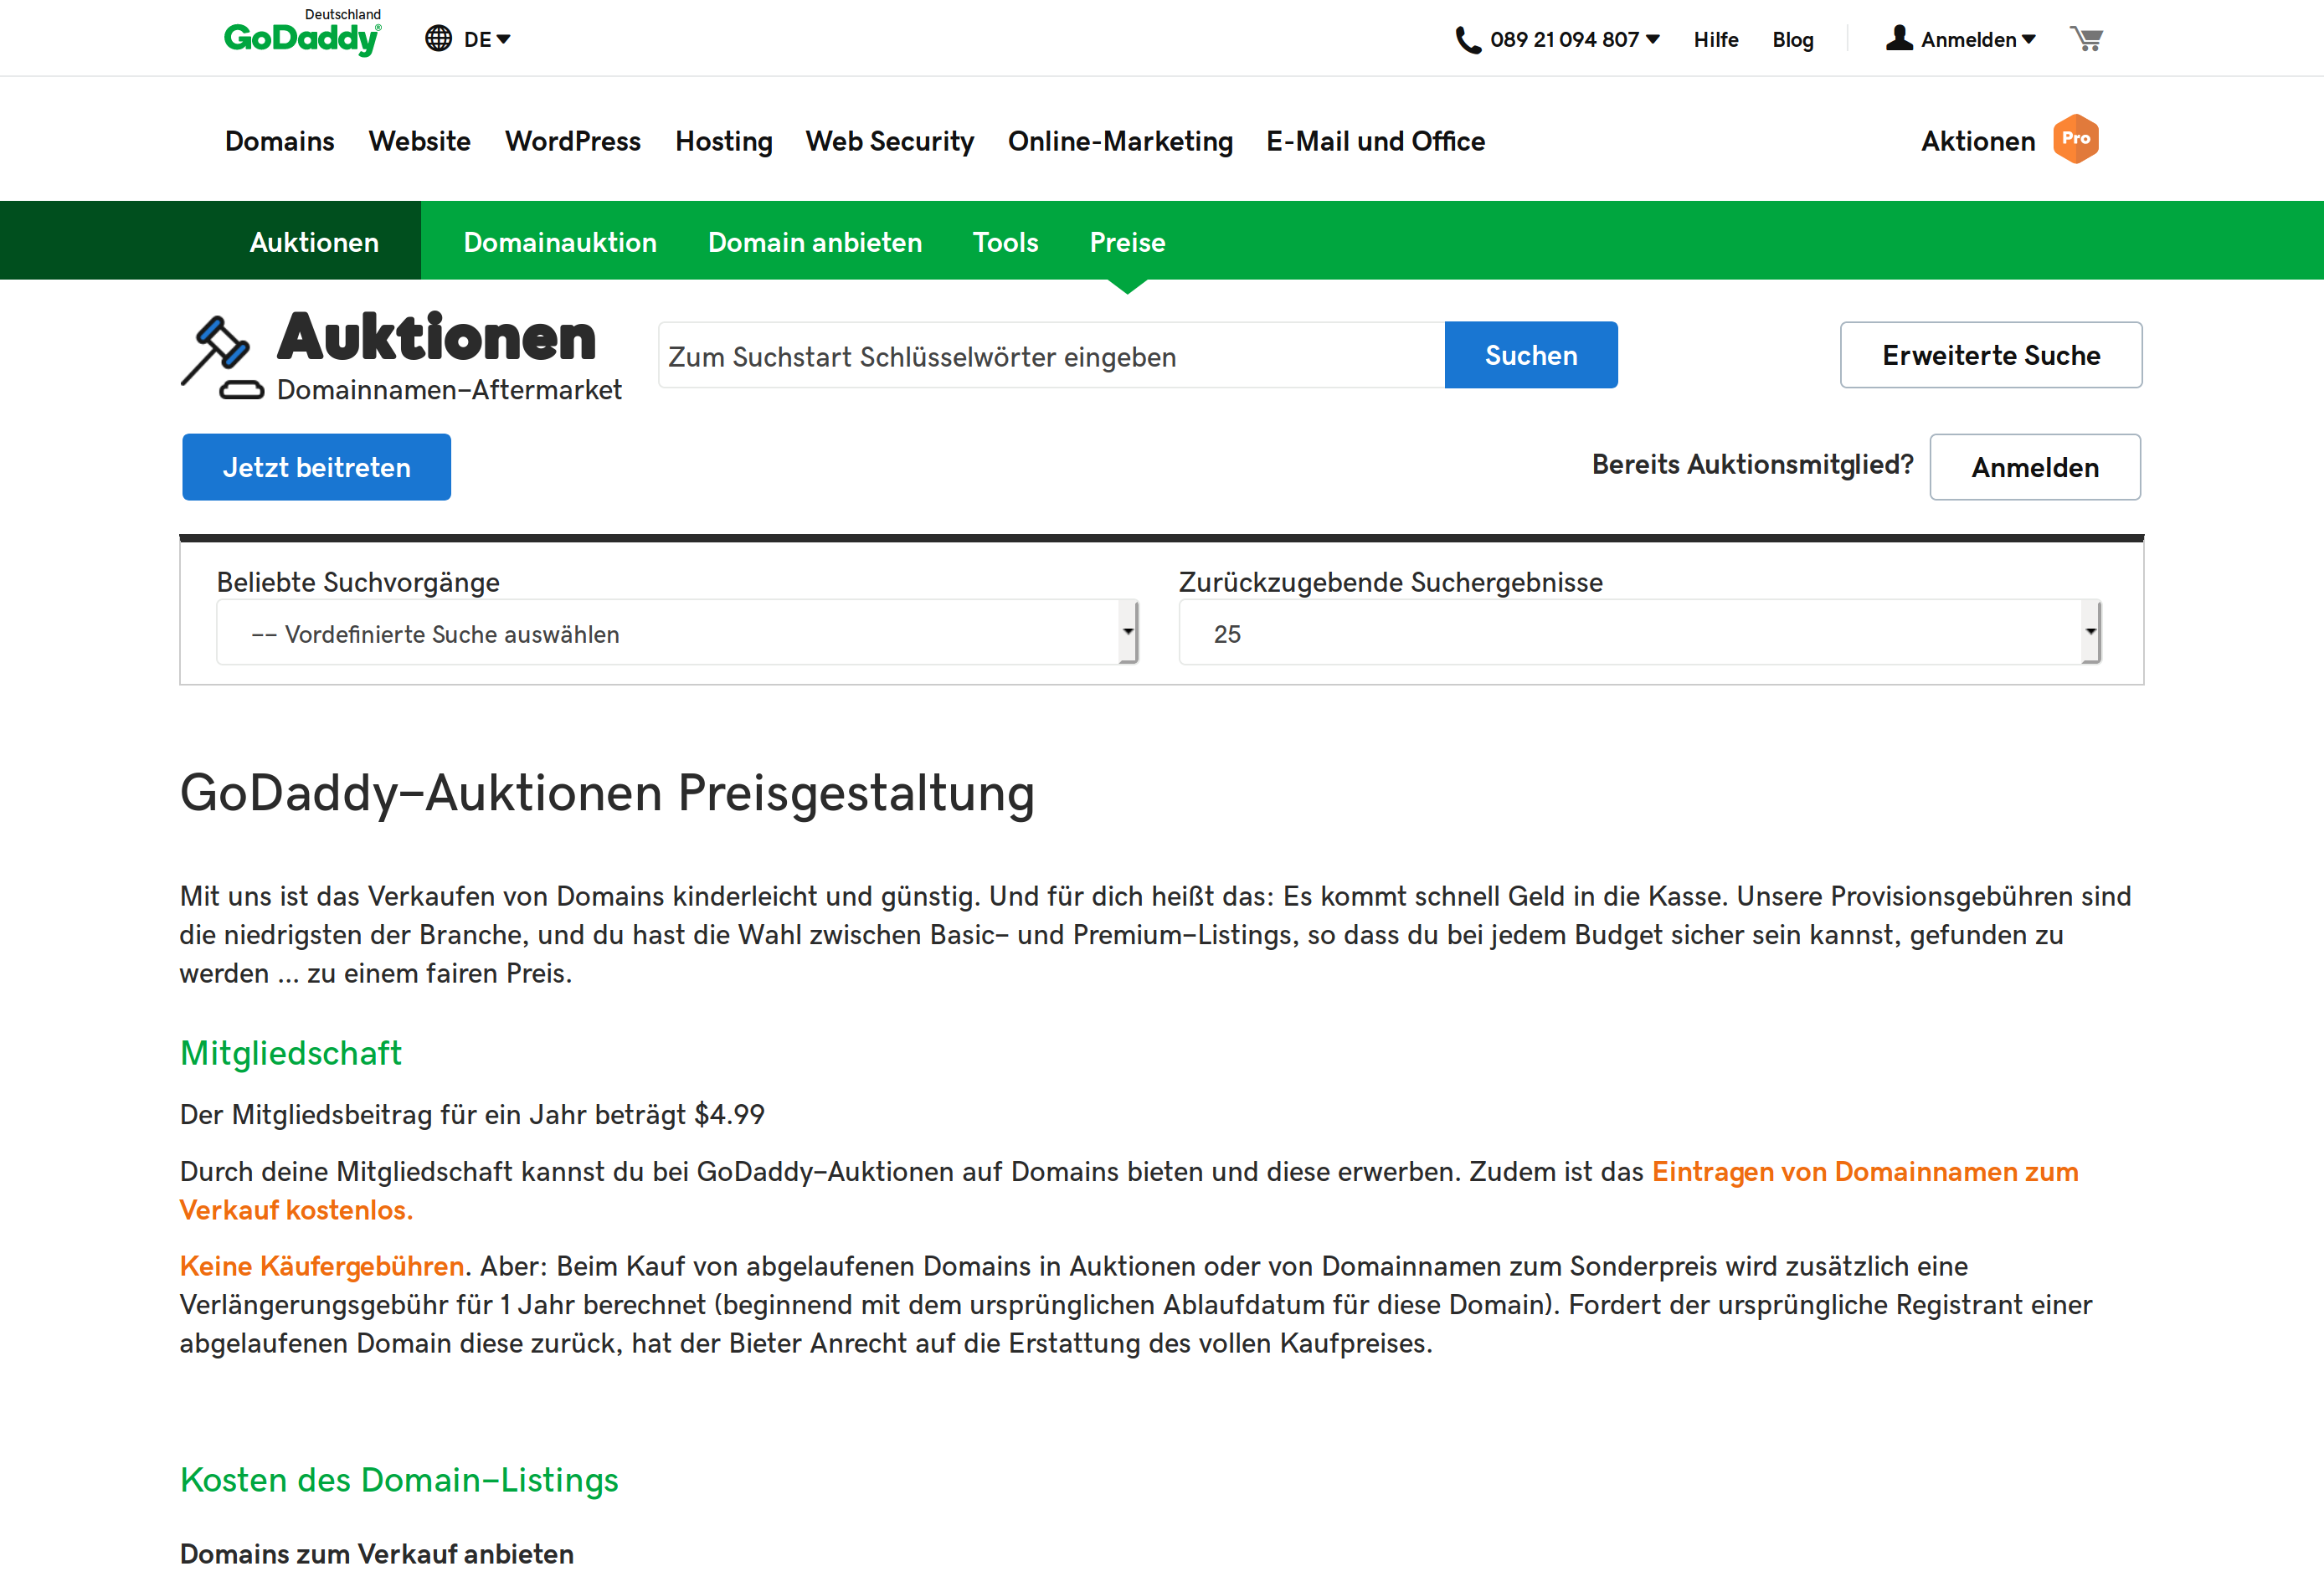 Deutschland
GoDaddy®
DE
089 21 094 807
Hilfe
Blog
Anmelden
Domains
Website
WordPress
Hosting
Web Security
Online-Marketing
E-Mail und Office
Aktionen
Pro
Auktionen
Domainauktion
Domain anbieten
Tools
Preise
Auktionen
Domainnamen-Aftermarket
Zum Suchstart Schlüsselwörter eingeben
Suchen
Erweiterte Suche
Jetzt beitreten
Bereits Auktionsmitglied?
Anmelden
Beliebte Suchvorgänge
-- Vordefinierte Suche auswählen
Zurückzugebende Suchergebnisse
25
GoDaddy-Auktionen Preisgestaltung
Mit uns ist das Verkaufen von Domains kinderleicht und günstig. Und für dich heißt das: Es kommt schnell Geld in die Kasse. Unsere Provisionsgebühren sind
die niedrigsten der Branche, und du hast die Wahl zwischen Basic- und Premium-Listings, so dass du bei jedem Budget sicher sein kannst, gefunden zu
werden ... zu einem fairen Preis.
Mitgliedschaft
Der Mitgliedsbeitrag für ein Jahr beträgt $4.99
Durch deine Mitgliedschaft kannst du bei GoDaddy-Auktionen auf Domains bieten und diese erwerben. Zudem ist das Eintragen von Domainnamen zum
Verkauf kostenlos.
Keine Käufergebühren. Aber: Beim Kauf von abgelaufenen Domains in Auktionen oder von Domainnamen zum Sonderpreis wird zusätzlich eine
Verlängerungsgebühr für 1 Jahr berechnet (beginnend mit dem ursprünglichen Ablaufdatum für diese Domain). Fordert der ursprüngliche Registrant einer
abgelaufenen Domain diese zurück, hat der Bieter Anrecht auf die Erstattung des vollen Kaufpreises.
Kosten des Domain-Listings
Domains zum Verkauf anbieten